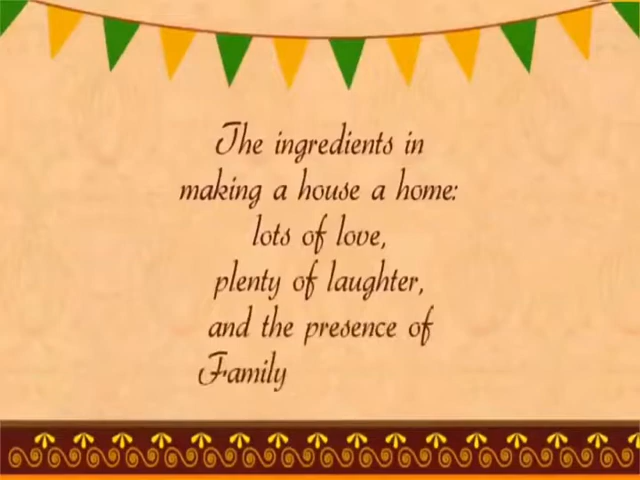 The ingredients in
making a house a home:
lots of love,
plenty of laughter,
and the presence of
Family